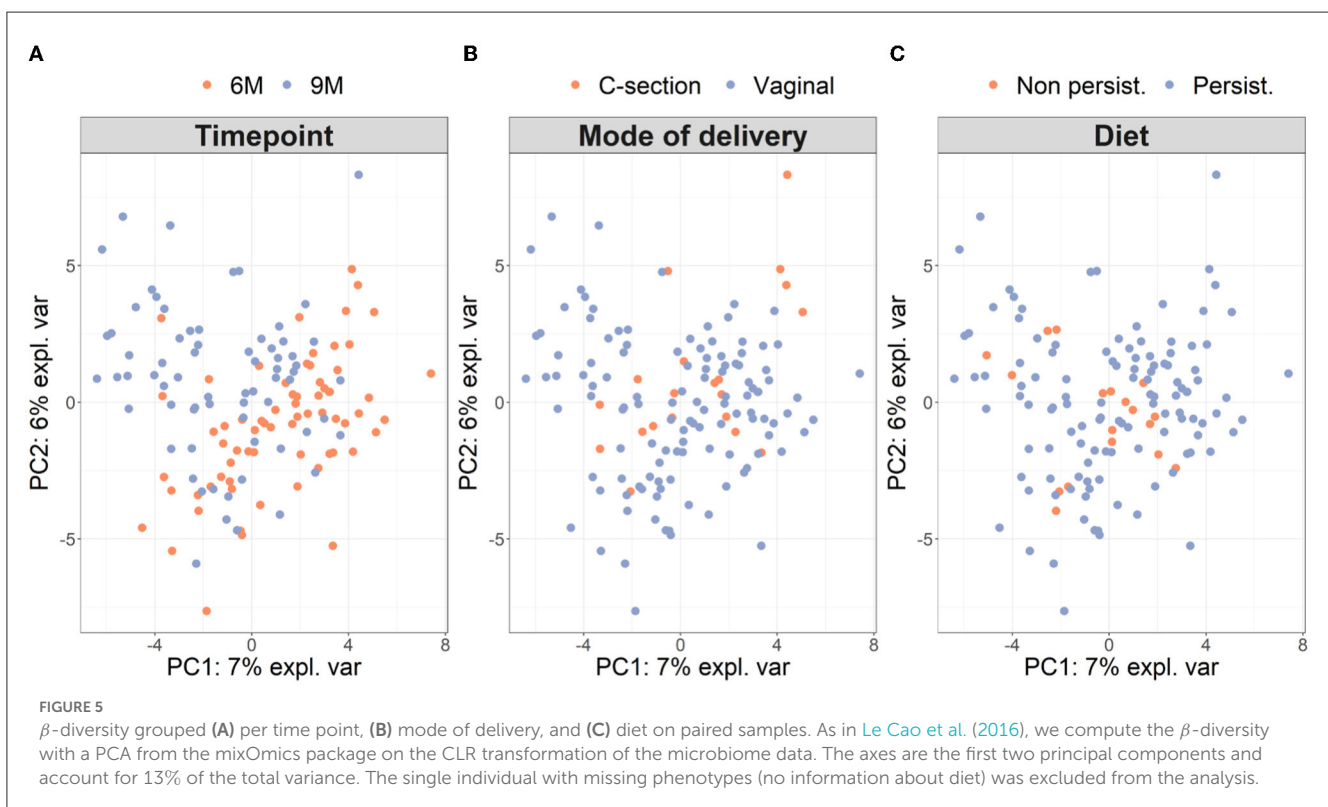 A
B
C
6M 9M
C-section Vaginal
Non persist. Persist.
Timepoint
Mode of delivery
Diet
PC2: 6% expl. var
5
0
-5
-4 0 4 8
PC1: 7% expl. var
PC2: 6% expl. var
5
0
-5
-4 0 4 8
PC1: 7% expl. var
PC2: 6% expl. var
5
0
-5
-4 0 4 8
PC1: 7% expl. var
FIGURE 5
β-diversity grouped (A) per time point, (B) mode of delivery, and (C) diet on paired samples. As in Le Cao et al. (2016), we compute the β-diversity
with a PCA from the mixOmics package on the CLR transformation of the microbiome data. The axes are the first two principal components and
account for 13% of the total variance. The single individual with missing phenotypes (no information about diet) was excluded from the analysis.